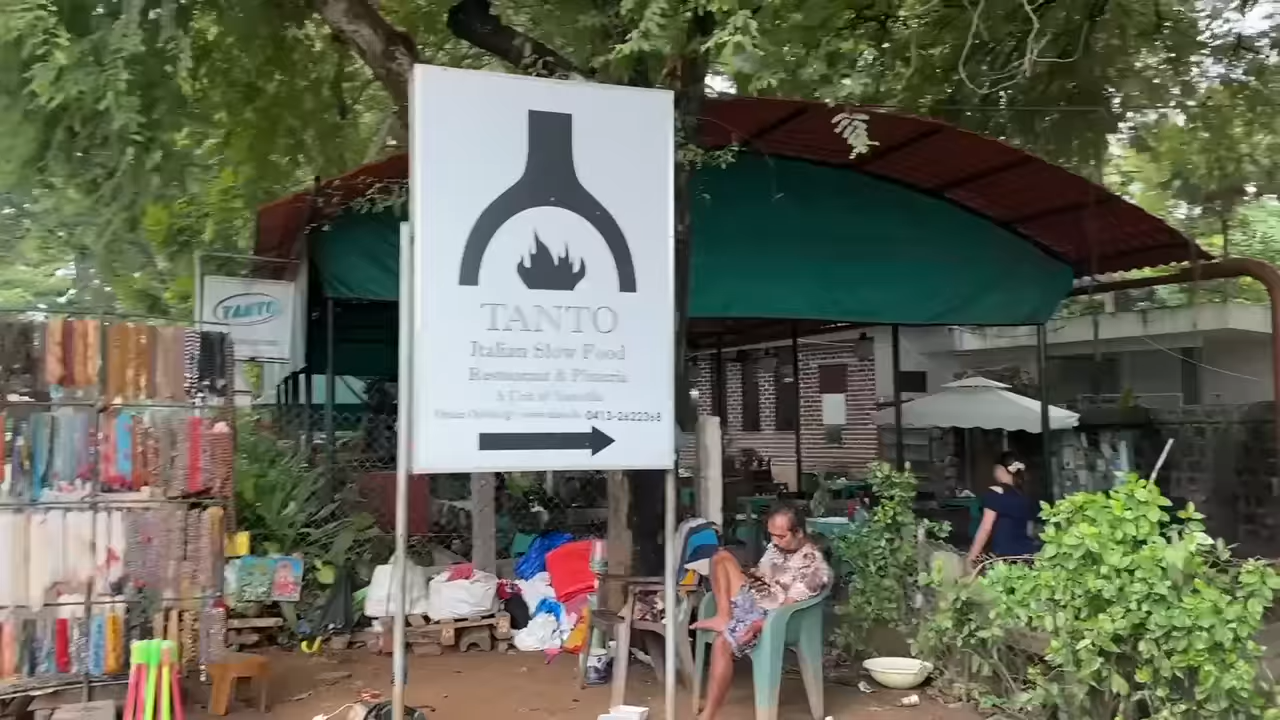 TANTO
TANTO
Italian Slow Food
Restaurant & Pizzeria
A Unit of
0413-2622368